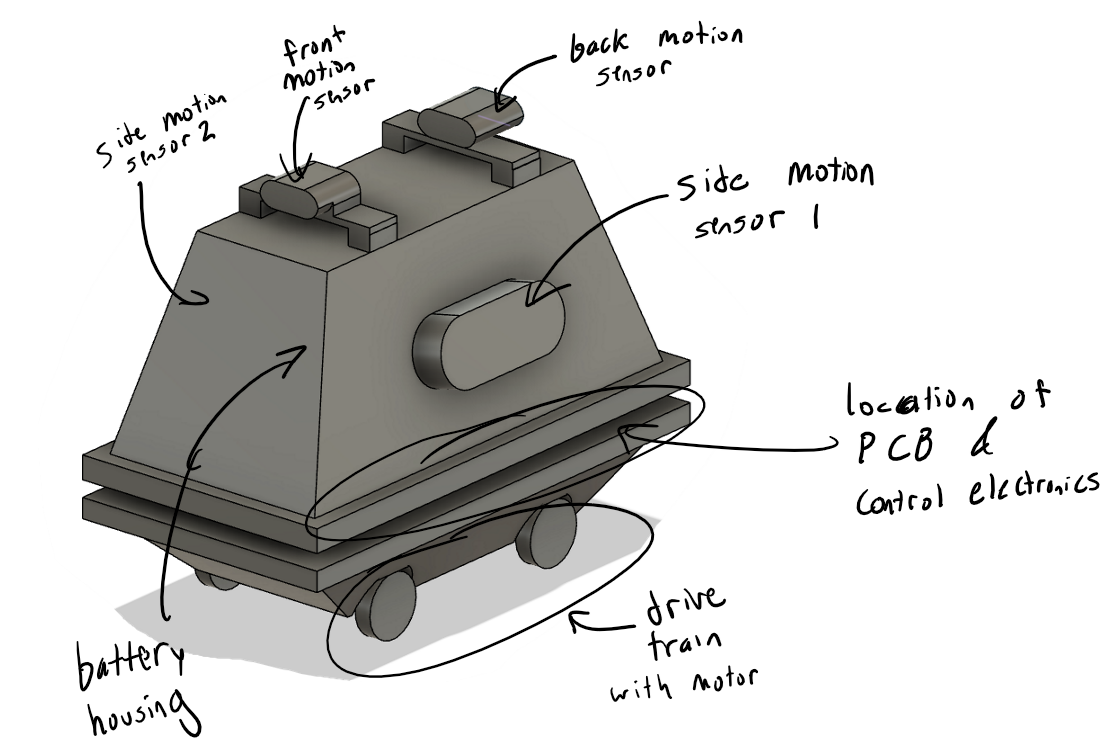 front
motion
sensor
back motion
sensor
side motion
sensor 2
side motion
sensor 1
location of
PCB &
control electronics
drive
train
with motor
battery
housing